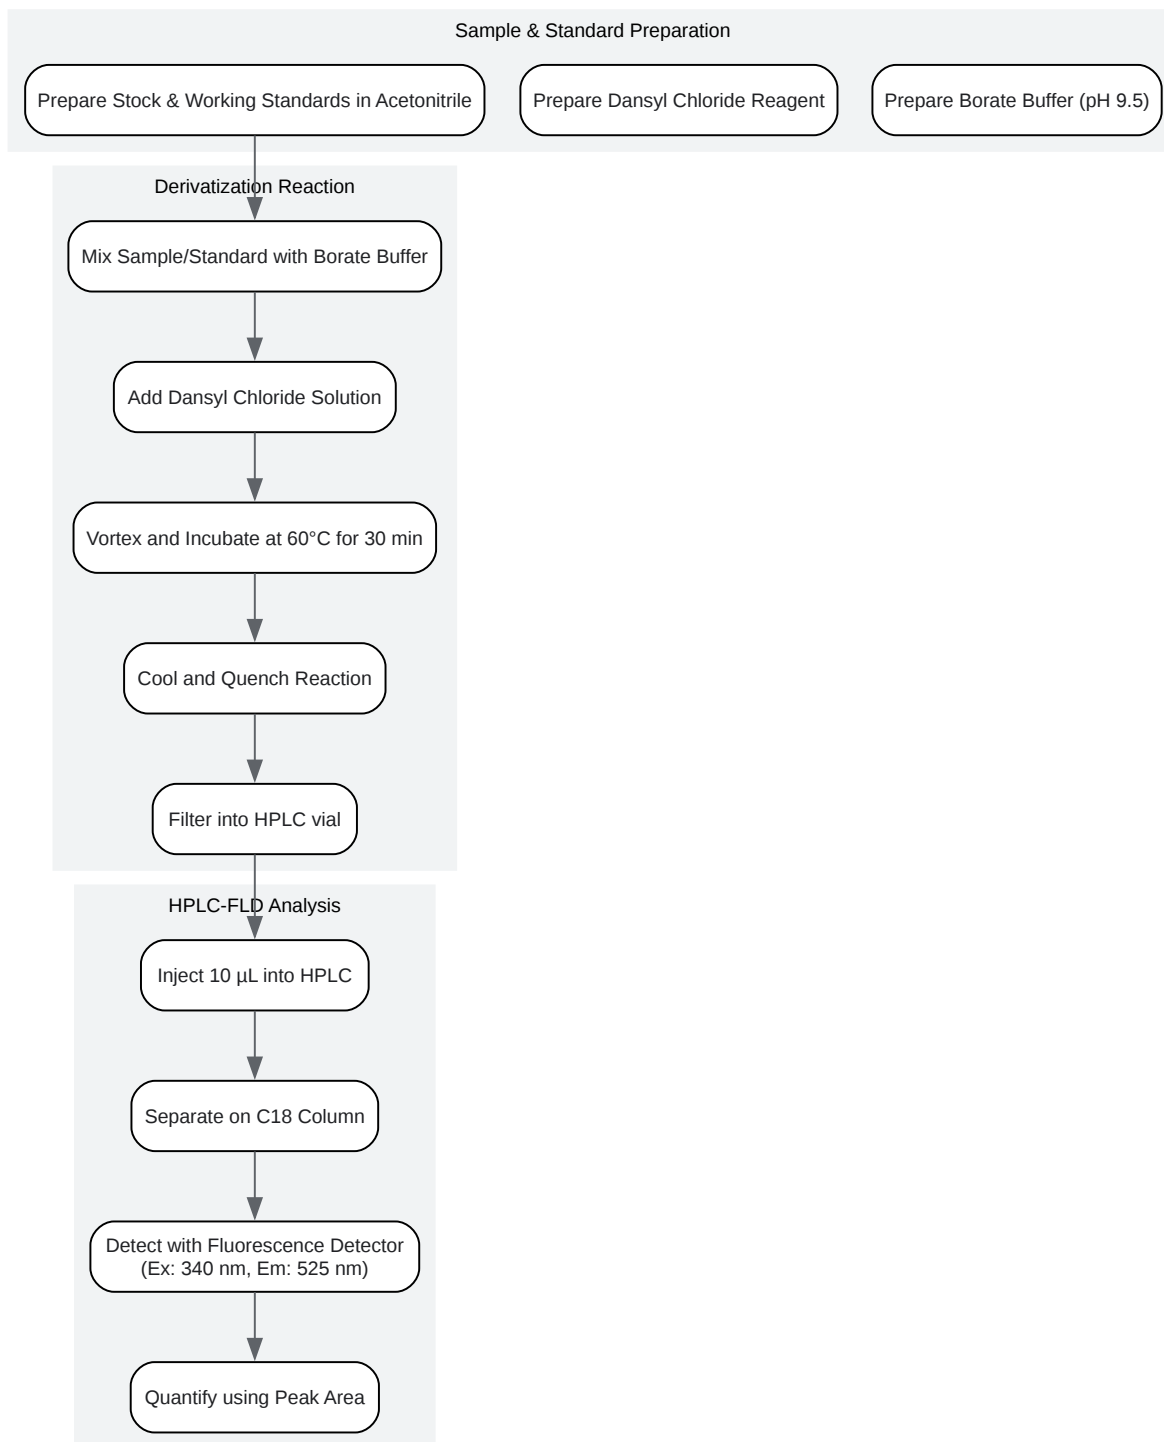 Sample & Standard Preparation
Prepare Stock & Working Standards in Acetonitrile
Prepare Dansyl Chloride Reagent
Prepare Borate Buffer (pH 9.5)
Derivatization Reaction
Mix Sample/Standard with Borate Buffer
Add Dansyl Chloride Solution
Vortex and Incubate at 60°C for 30 min
Cool and Quench Reaction
Filter into HPLC vial
HPLC-FLD Analysis
Inject 10 µL into HPLC
Separate on C18 Column
Detect with Fluorescence Detector
(Ex: 340 nm, Em: 525 nm)
Quantify using Peak Area